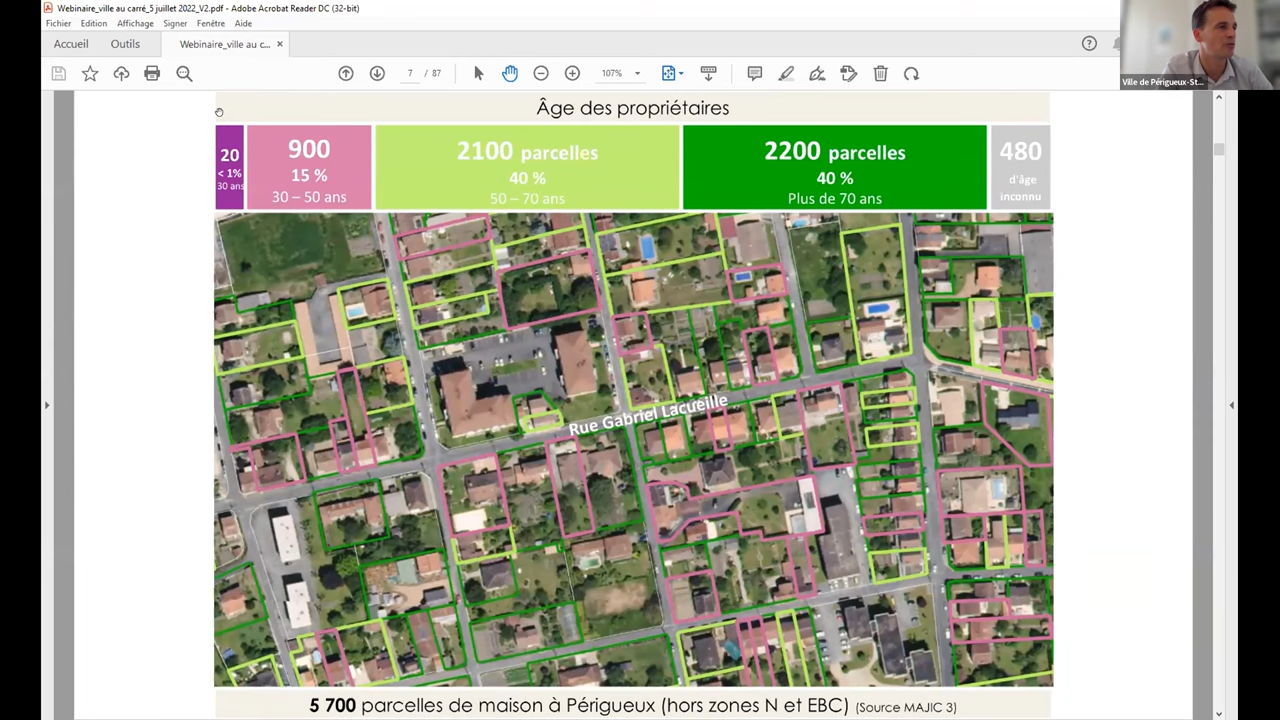 Webinaire_ville au carré_5 juillet 2022_V2.pdf - Adobe Acrobat Reader DC (32-bit)
Fichier Edition Affichage Signer Fenêtre Aide
Accueil Outils Webinaire_ville au c... ×
7 / 87 107%
Ville de Périgueux-St...
Âge des propriétaires
20
< 1%
30 ans
900
15 %
30 – 50 ans
2100 parcelles
40 %
50 – 70 ans
2200 parcelles
40 %
Plus de 70 ans
480
d'âge
inconnu
Rue Gabriel Lacueille
5 700 parcelles de maison à Périgueux (hors zones N et EBC) (Source MAJIC 3)